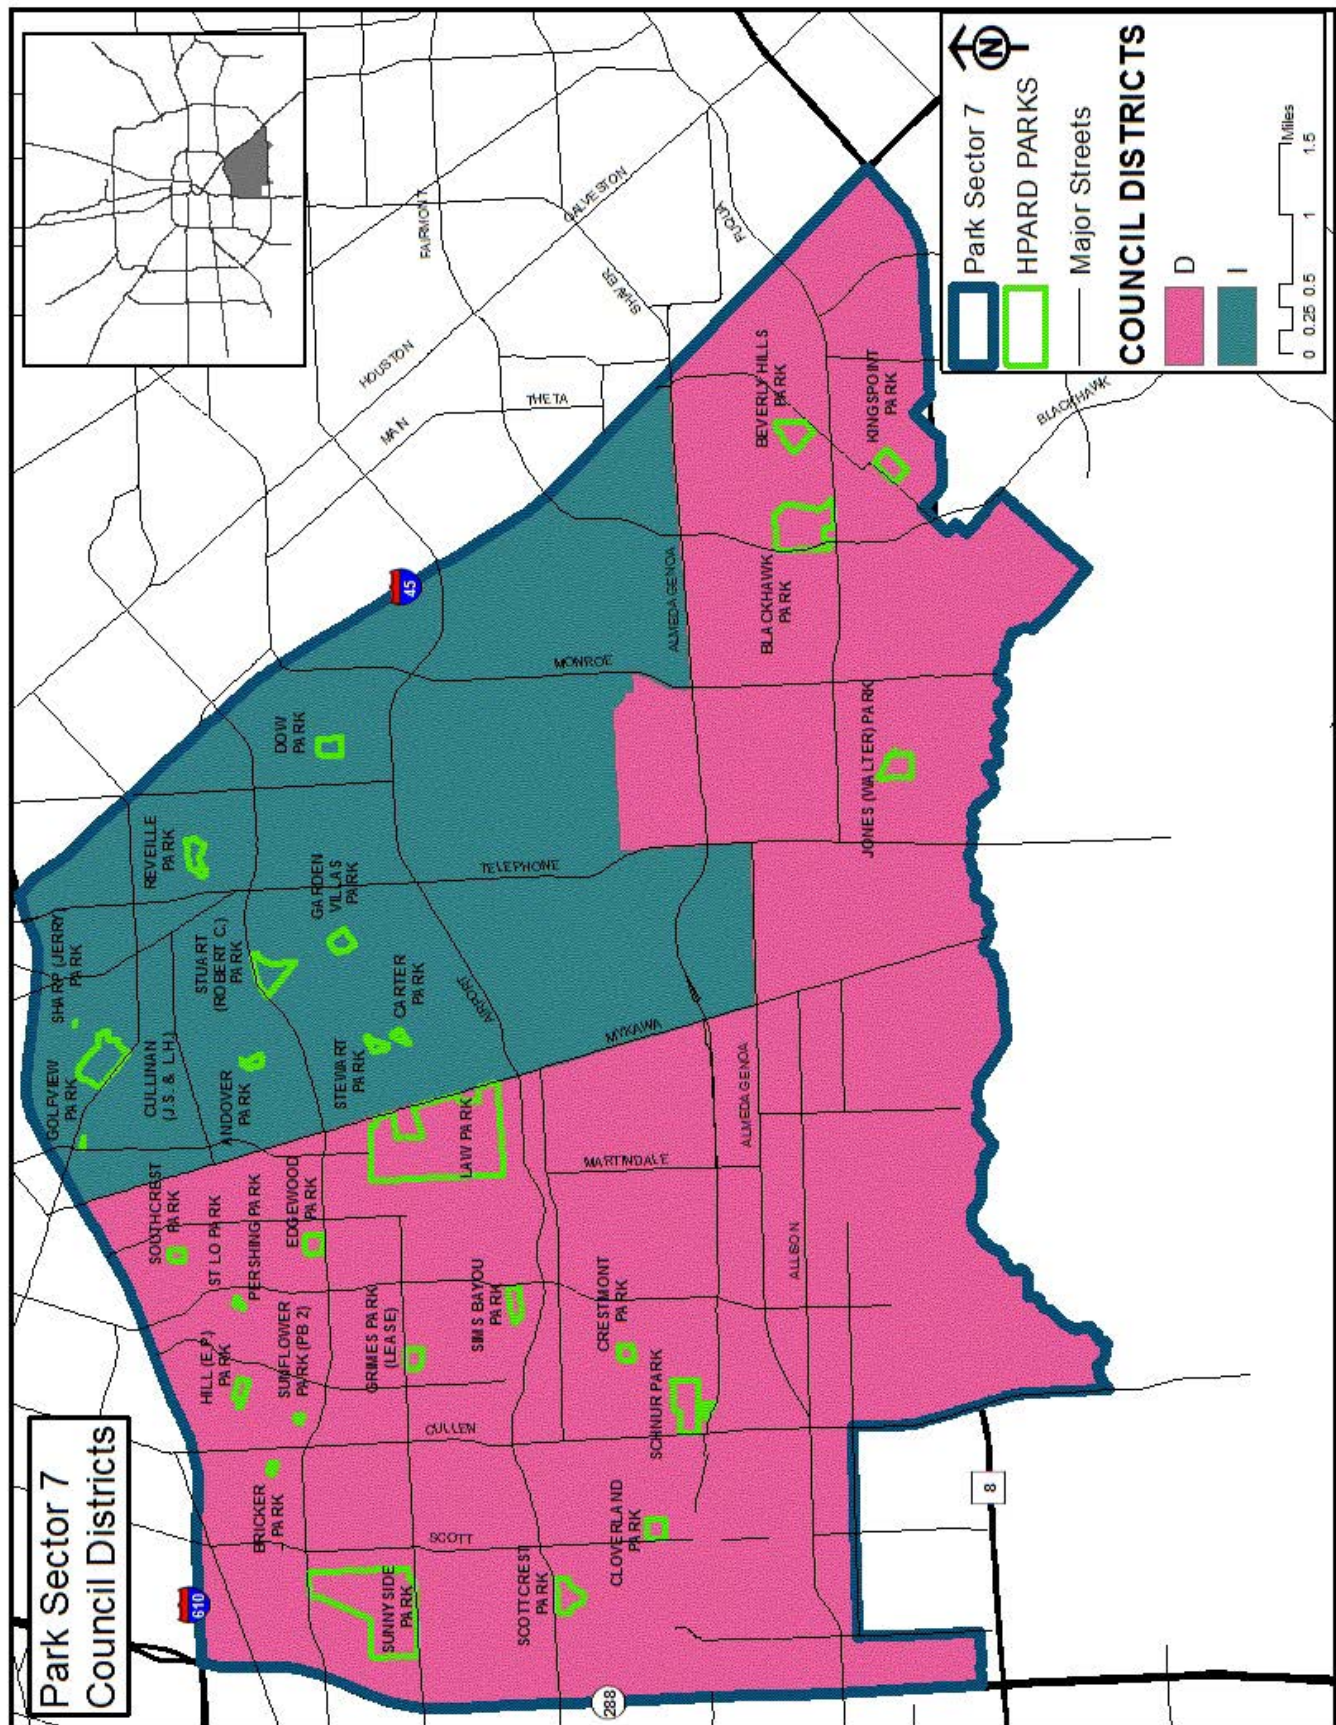 Park Sector 7
Council Districts
610
288
45
8
SHARP (JERRY)
PARK
GOLFVIEW
PARK
REVEILLE
PARK
CULLINAN
(J.S. & L.H.)
STUART
(ROBERT C.)
PARK
ANDOVER
PARK
GARDEN
VILLAS
PARK
DOW
PARK
STEWART
PARK
CARTER
PARK
LAW PARK
SOUTHCREST
PARK
ST LO PARK
PERSHING PARK
EDGEWOOD
PARK
HILL (E.P.)
PARK
SUNFLOWER
PARK (PB 2)
GRIMES PARK
(LEASE)
SIMS BAYOU
PARK
CRESTMONT
PARK
SCHNUR PARK
BRICKER
PARK
SUNNYSIDE
PARK
SCOTTCREST
PARK
CLOVERLAND
PARK
JONES (WALTER) PARK
BLACKHAWK
PARK
BEVERLY HILLS
PARK
KINGSPOINT
PARK
CULLEN
SCOTT
MARTINDALE
ALLISON
ALMEDA GENOA
MYKAWA
AIRPORT
TELEPHONE
MONROE
ALMEDA GENOA
HOUSTON
MAIN
THETA
FAIRMONT
GALVESTON
SHAVER
FUQUA
BLACKHAWK
Park Sector 7
HPARD PARKS
Major Streets
N
COUNCIL DISTRICTS
D
I
0 0.25 0.5 1 1.5
Miles